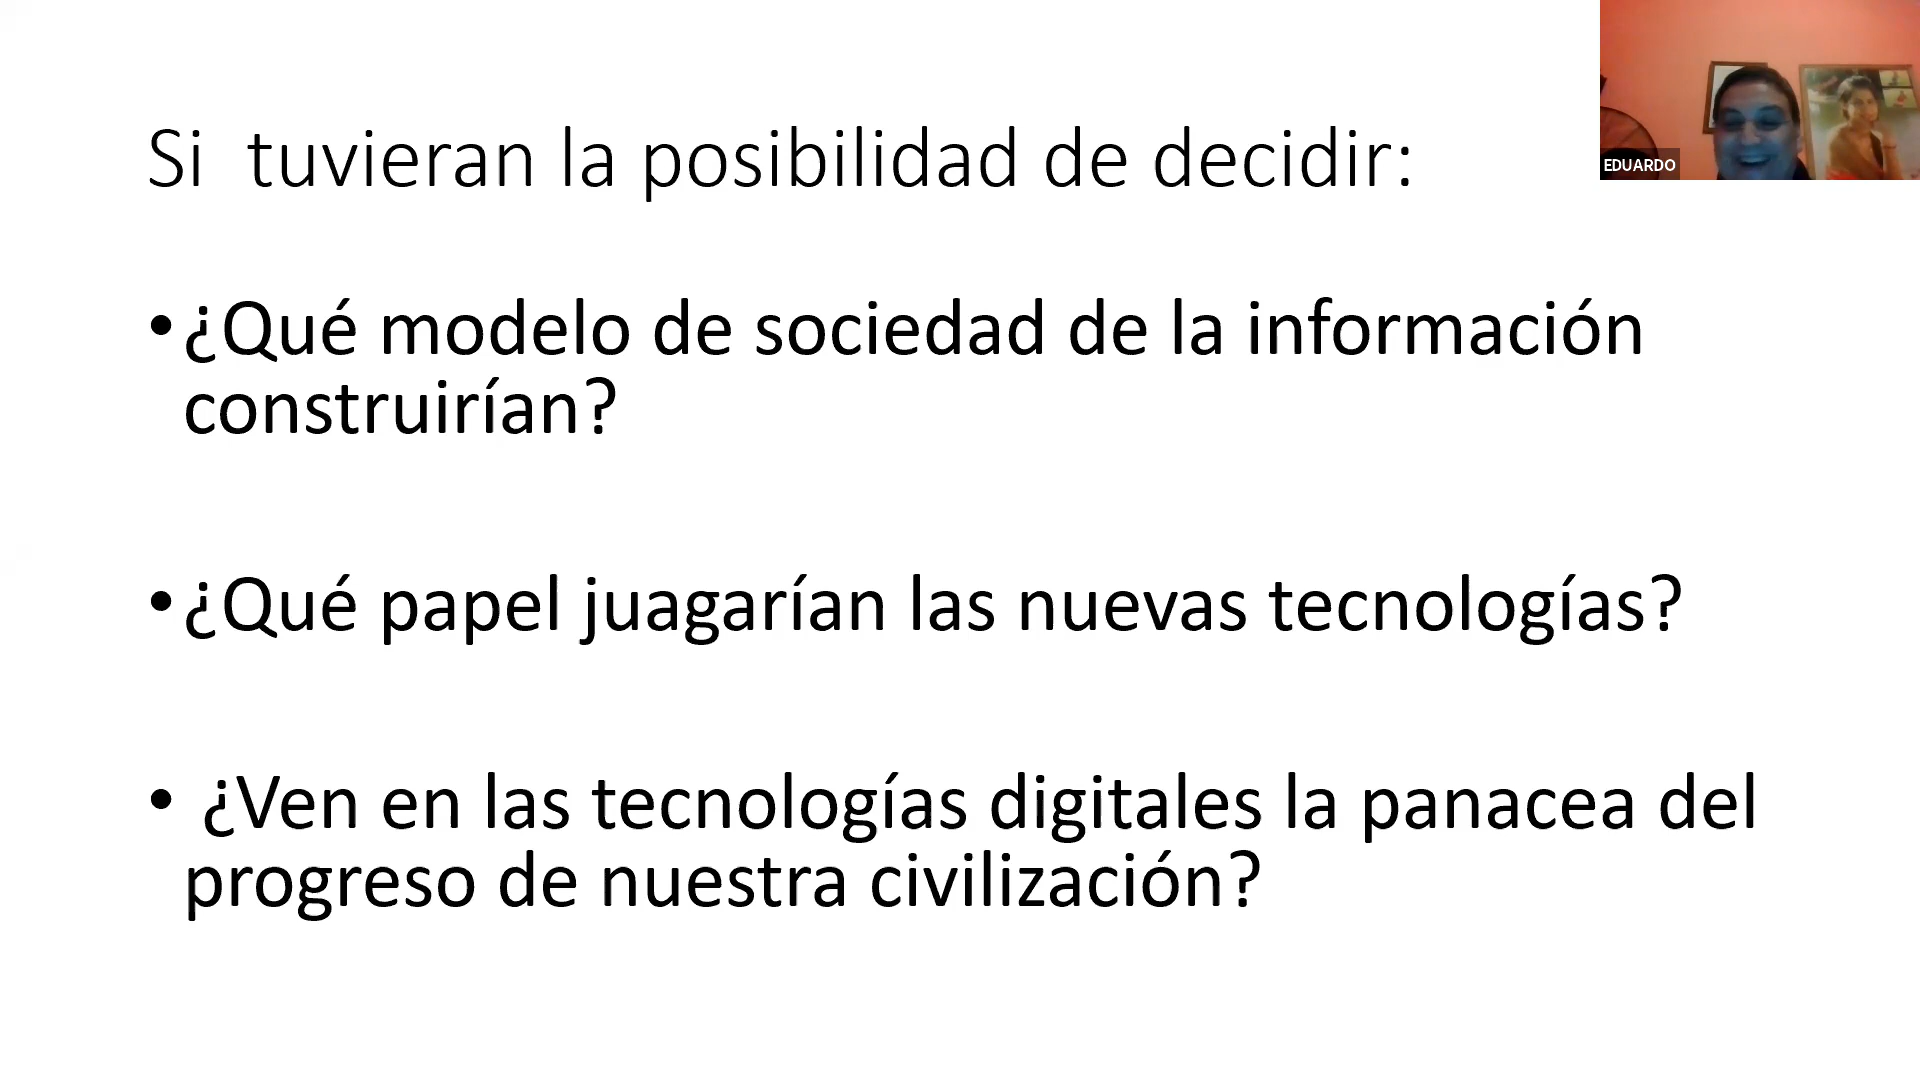 Si  tuvieran la posibilidad de decidir:
EDUARDO
•¿Qué modelo de sociedad de la información
construirían?
•¿Qué papel juagarían las nuevas tecnologías?
• ¿Ven en las tecnologías digitales la panacea del
progreso de nuestra civilización?